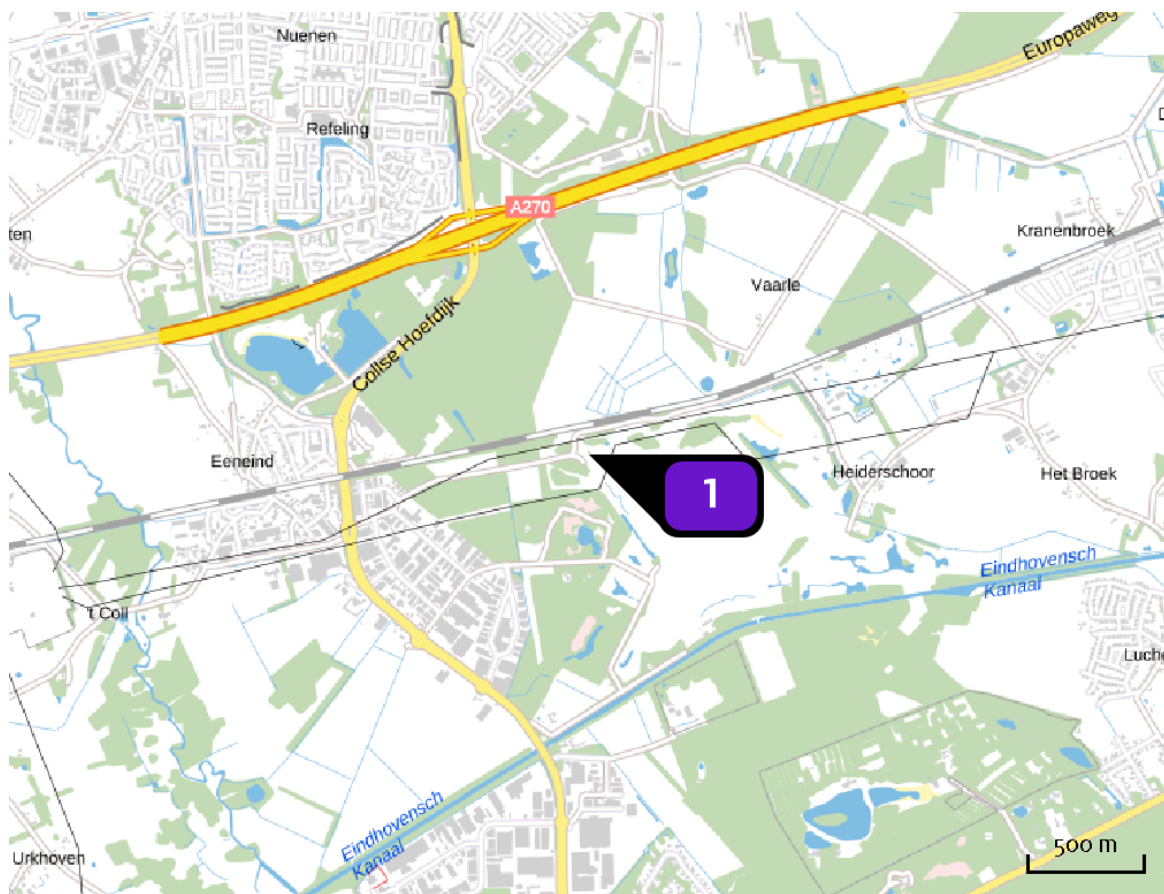 Nuenen
Europaweg
Refeling
A270
ten
Kranenbroek
Vaarle
Collse Hoefdijk
Eeneind
Heiderschoor
Het Broek
1
Eindhovensch
Kanaal
't Coll
Luche
Eindhovensch
Kanaal
Urkhoven
500 m